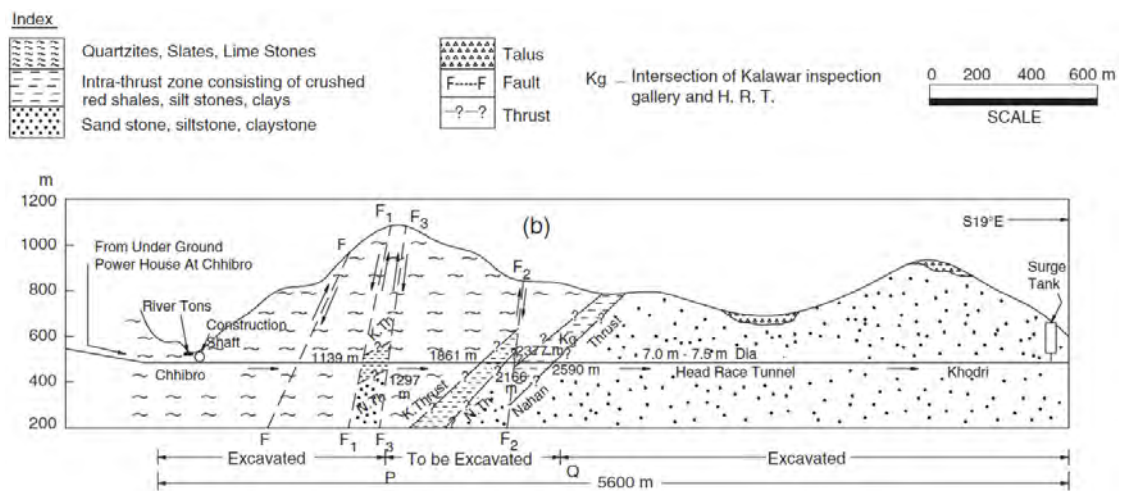 Index
Quartzites, Slates, Lime Stones
Intra-thrust zone consisting of crushed
red shales, silt stones, clays
Sand stone, siltstone, claystone
Talus
F-----F Fault
--?--?- Thrust
Kg – Intersection of Kalawar inspection
gallery and H. R. T.
0 200 400 600 m
SCALE
m
1200
1000
800
600
400
200
(b)
S19°E
From Under Ground
Power House At Chhibro
River Tons
Construction
Shaft
Chhibro
F
F1
F3
F2
Surge
Tank
K.Th
N.Th
1139 m
1297
m
1861 m
K.Thrust
N.Th
2166
m
2377 m
Kg
Thrust
Nahan
2590 m
7.0 m - 7.5 m Dia
Head Race Tunnel
Khodri
F
F1
F3
F2
Excavated
To be Excavated
Excavated
P
Q
5600 m